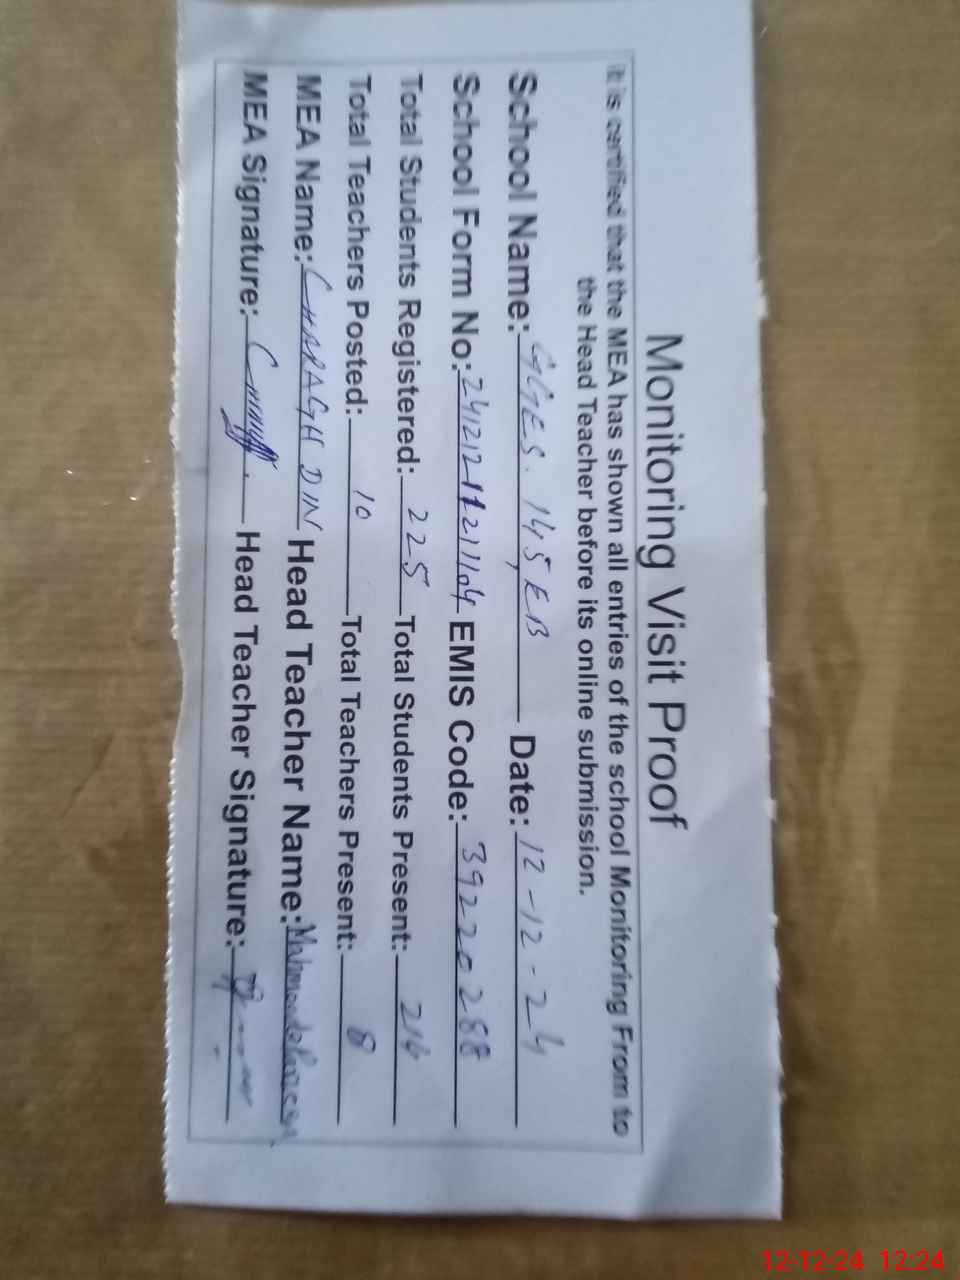 Monitoring Visit Proof
it is certified that the MEA has shown all entries of the school Monitoring From to
the Head Teacher before its online submission.
School Name: GGES. 145, EB Date: 12-12-24
School Form No: EMIS Code: 39220288
Total Students Registered: 225 Total Students Present:
Total Teachers Posted: 10 Total Teachers Present: 8
MEA Name: CHARAGH DIN Head Teacher Name:
MEA Signature: Head Teacher Signature:
12-12-24 12:24